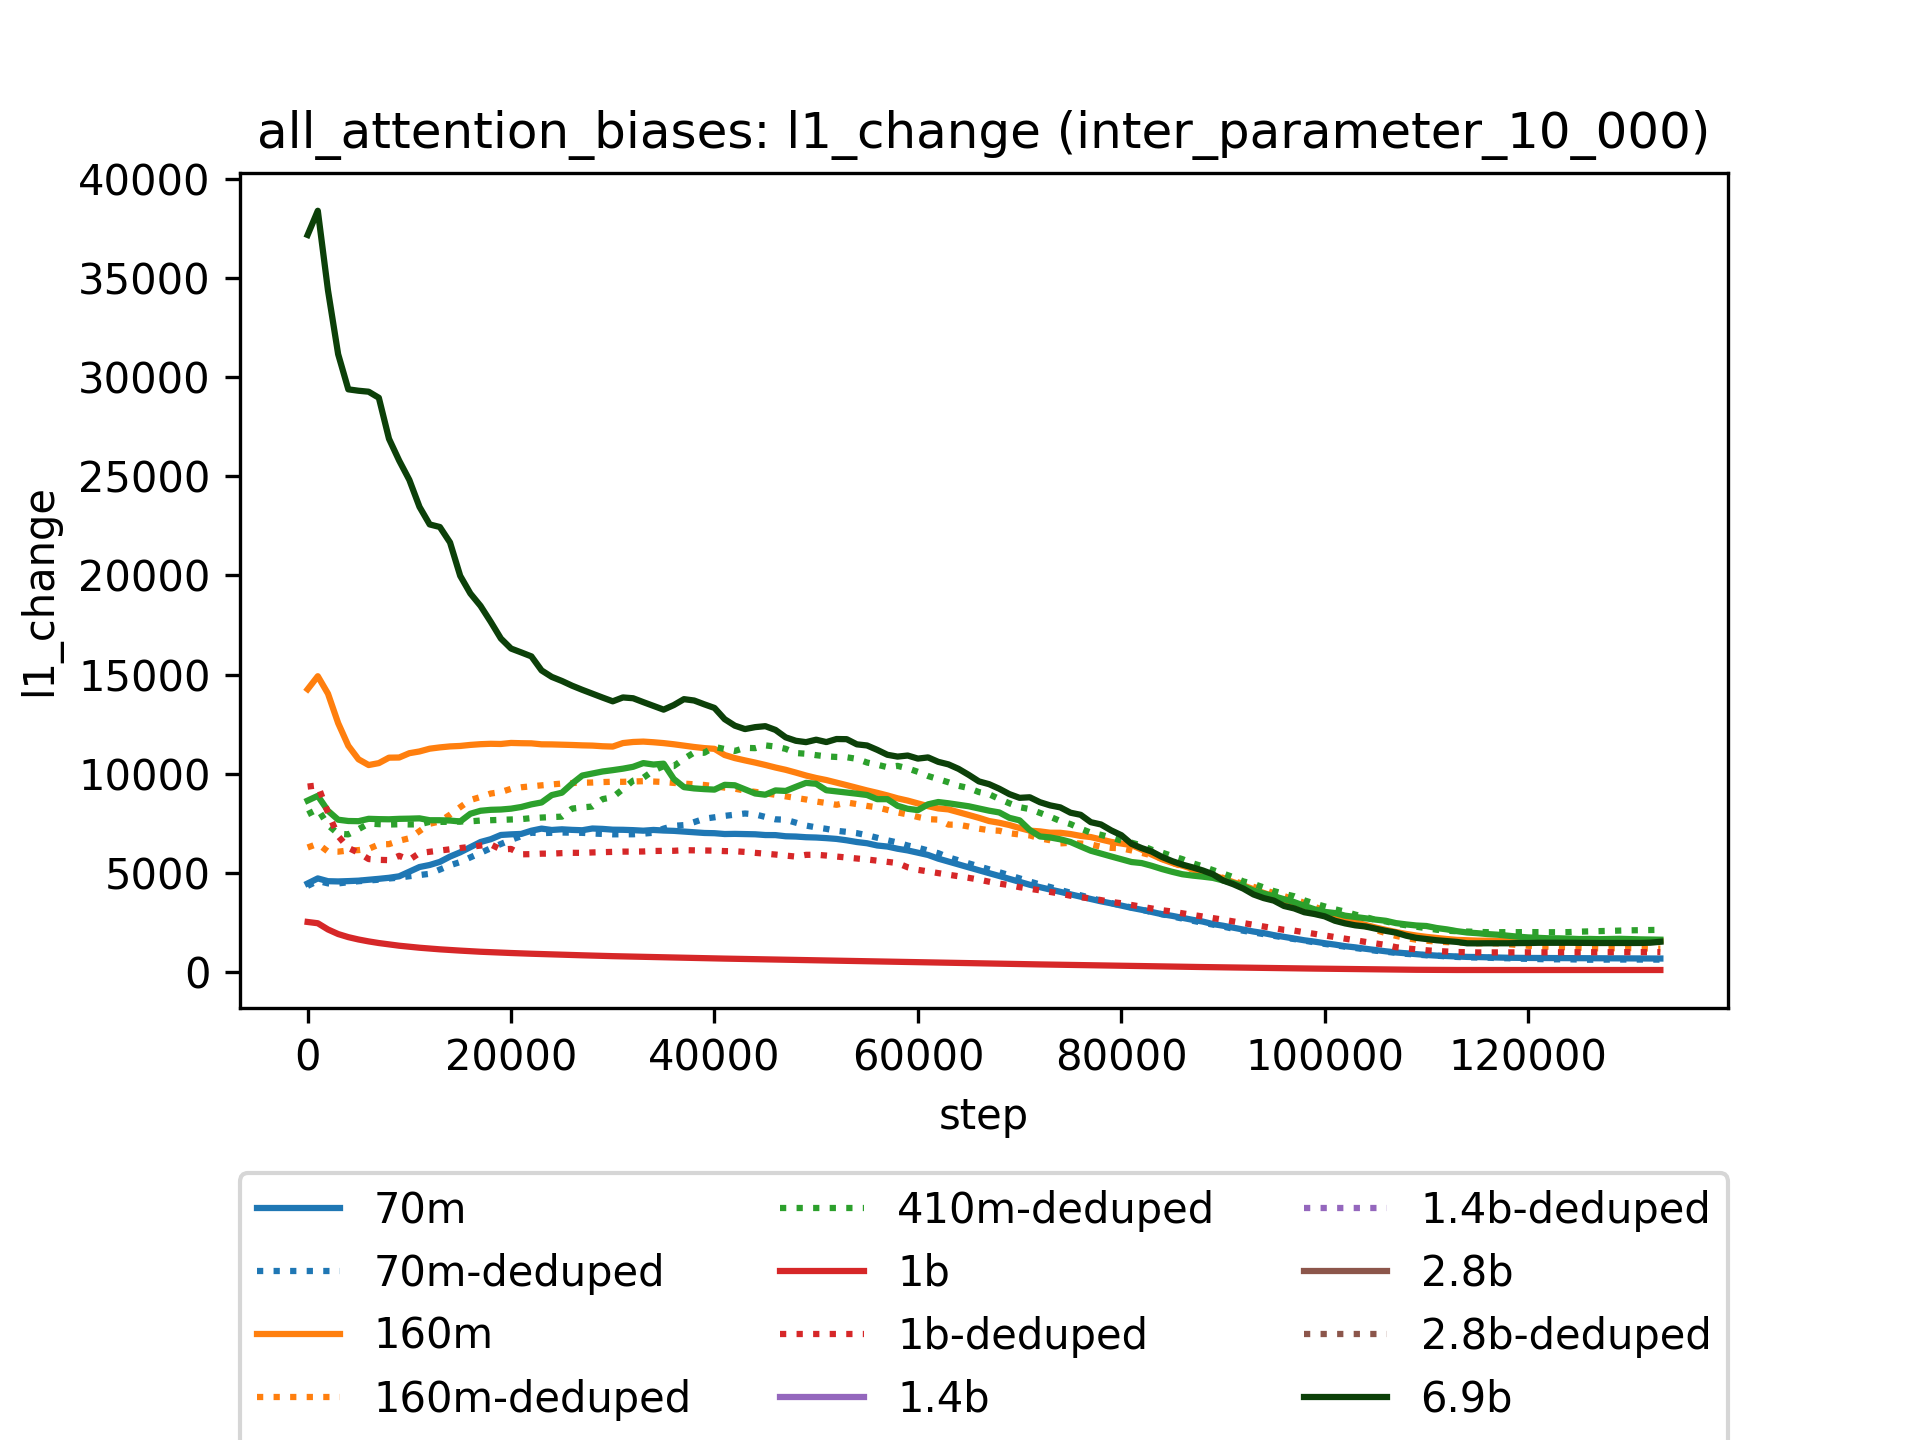 all_attention_biases: l1_change (inter_parameter_10_000)
40000
35000
30000
25000
20000
15000
10000
5000
0
l1_change
0 20000 40000 60000 80000 100000 120000
step
70m 410m-deduped 1.4b-deduped
70m-deduped 1b 2.8b
160m 1b-deduped 2.8b-deduped
160m-deduped 1.4b 6.9b